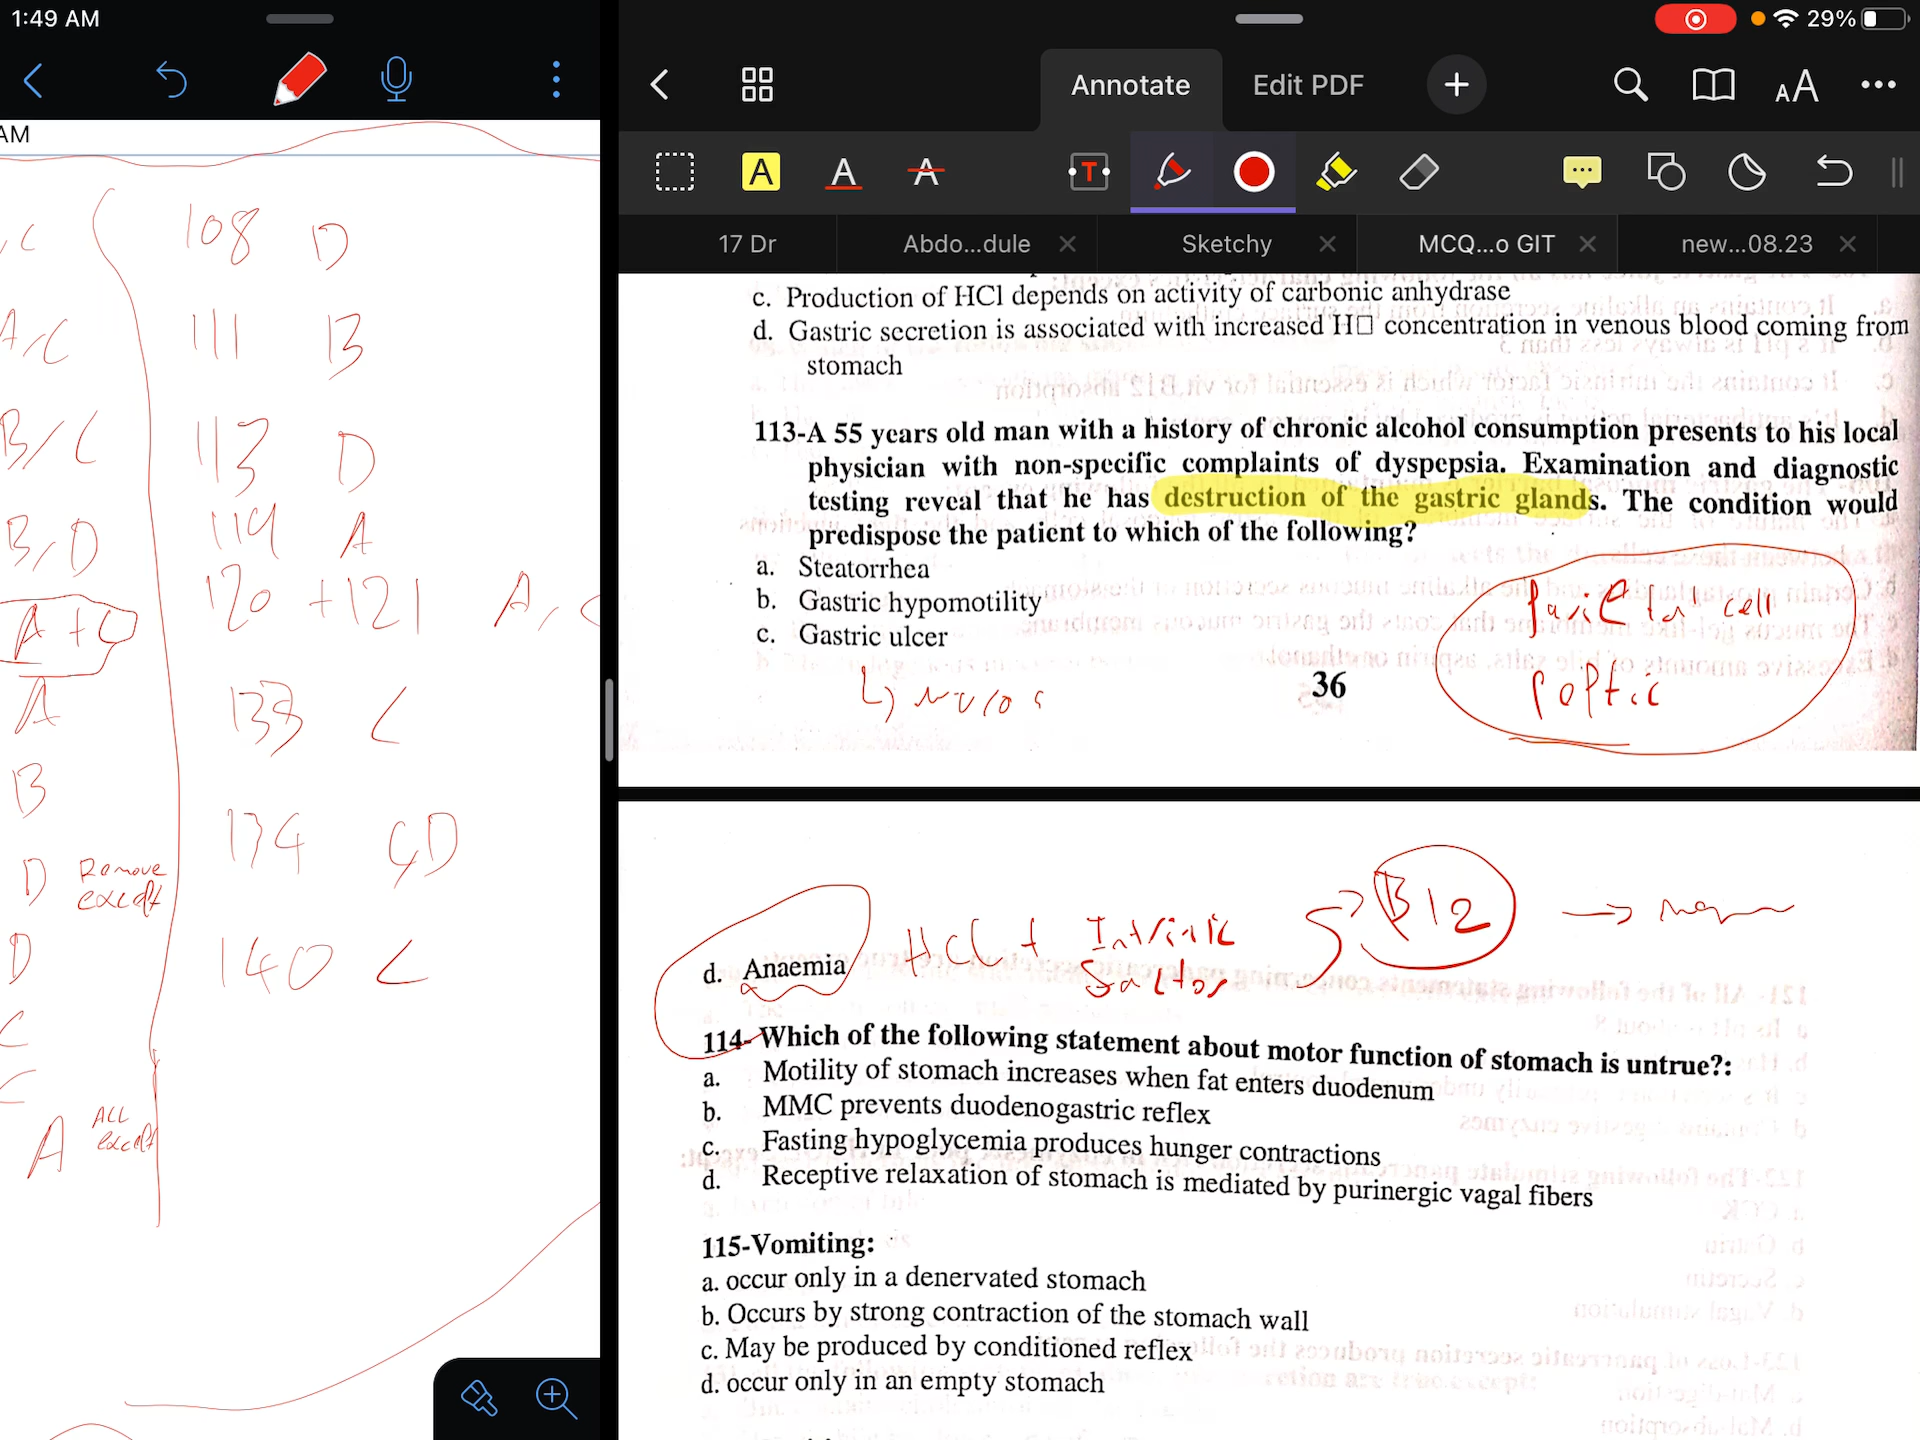 1:49 AM
29%
Annotate
Edit PDF
17 Dr
Abdo...dule
Sketchy
MCQ...o GIT
new...08.23
AM
C
108 D
A/C
111 B
B/C
113 D
B/D
114 A
A+C
120 +121 A, C
A
133 C
B
134 C,D
D Remove
except
140 C
D
C
C
A ALL
except
c. Production of HCl depends on activity of carbonic anhydrase
d. Gastric secretion is associated with increased H□ concentration in venous blood coming from
stomach
113-A 55 years old man with a history of chronic alcohol consumption presents to his local
physician with non-specific complaints of dyspepsia. Examination and diagnostic
testing reveal that he has destruction of the gastric glands. The condition would
predispose the patient to which of the following?
a. Steatorrhea
b. Gastric hypomotility
c. Gastric ulcer
Parietal cell
Peptic
36
B12
HCl + Intrinsic
factor
d. Anaemia
114- Which of the following statement about motor function of stomach is untrue?:
a. Motility of stomach increases when fat enters duodenum
b. MMC prevents duodenogastric reflex
c. Fasting hypoglycemia produces hunger contractions
d. Receptive relaxation of stomach is mediated by purinergic vagal fibers
115-Vomiting:
a. occur only in a denervated stomach
b. Occurs by strong contraction of the stomach wall
c. May be produced by conditioned reflex
d. occur only in an empty stomach